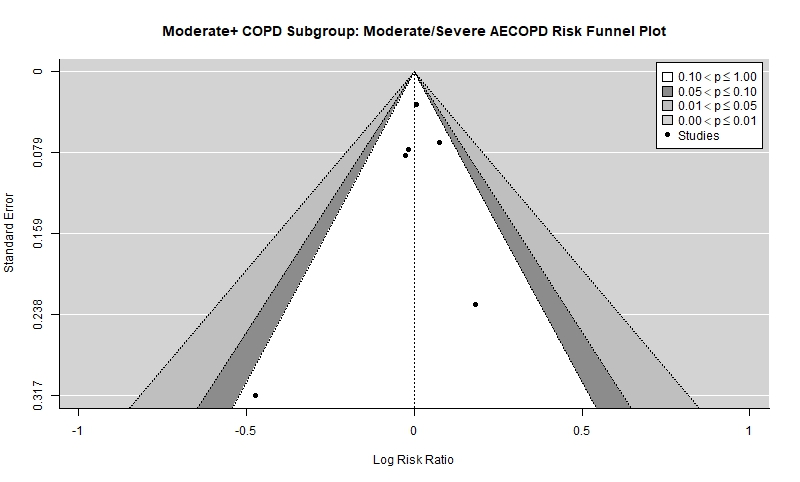 Moderate+ COPD Subgroup: Moderate/Severe AECOPD Risk Funnel Plot
0.10 < p ≤ 1.00
0.05 < p ≤ 0.10
0.01 < p ≤ 0.05
0.00 < p ≤ 0.01
Studies
Standard Error
0
0.079
0.159
0.238
0.317
-1
-0.5
0
0.5
1
Log Risk Ratio